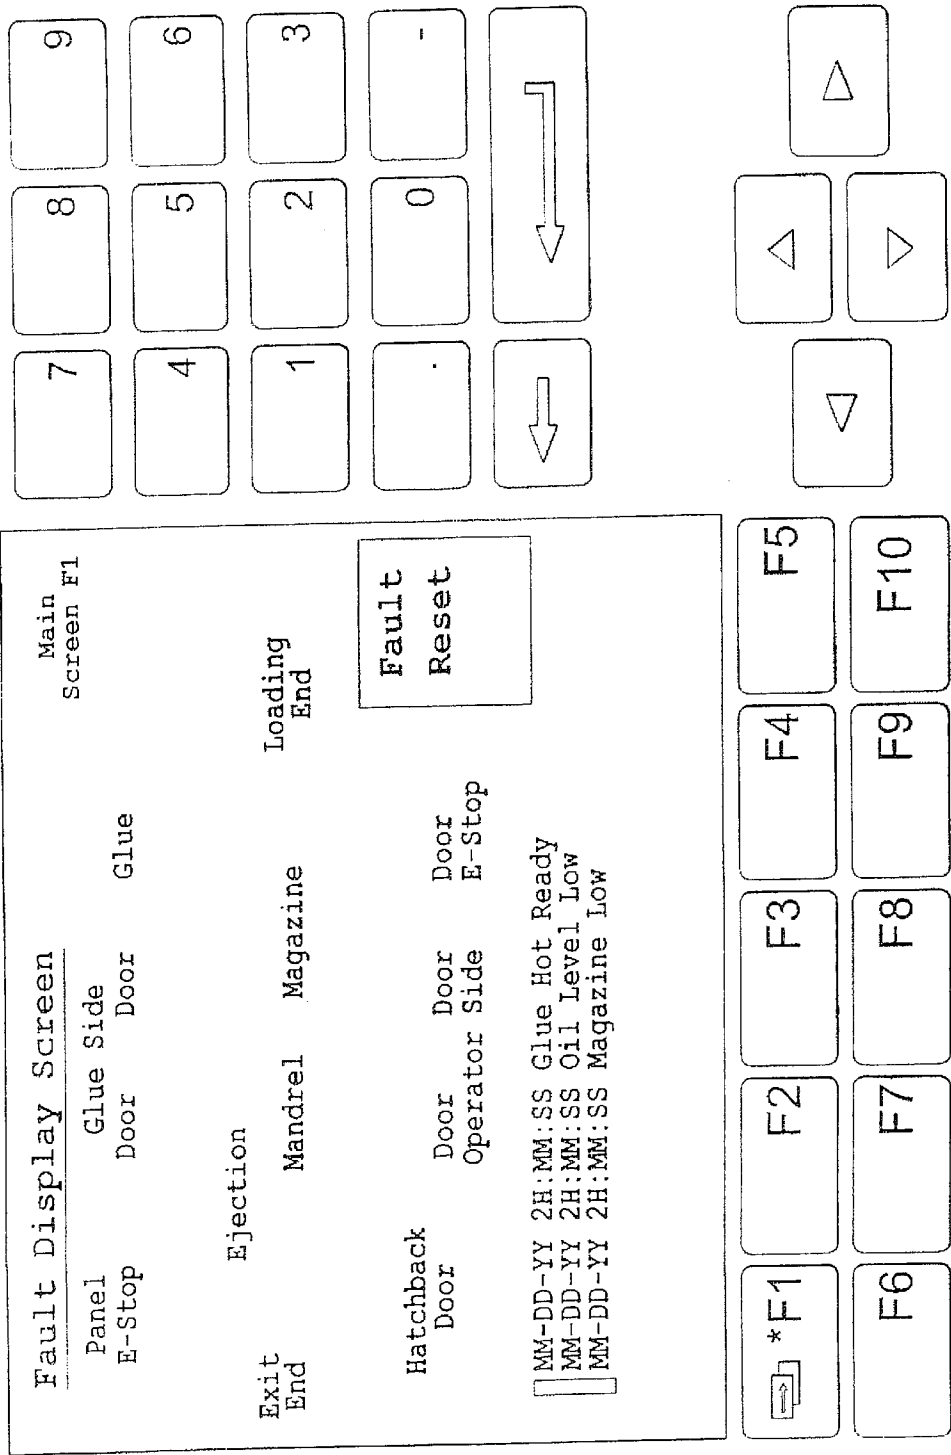 Fault Display Screen
Main
Screen F1
Panel
E-Stop
Glue Side
Door Door Glue
Ejection
Exit
End
Mandrel Magazine
Loading
End
Hatchback
Door
Door Door Door
Operator Side E-Stop
Fault
Reset
MM-DD-YY 2H:MM:SS Glue Hot Ready
MM-DD-YY 2H:MM:SS Oil Level Low
MM-DD-YY 2H:MM:SS Magazine Low
*F1 F2 F3 F4 F5
F6 F7 F8 F9 F10
7 8 9
4 5 6
1 2 3
. 0 -